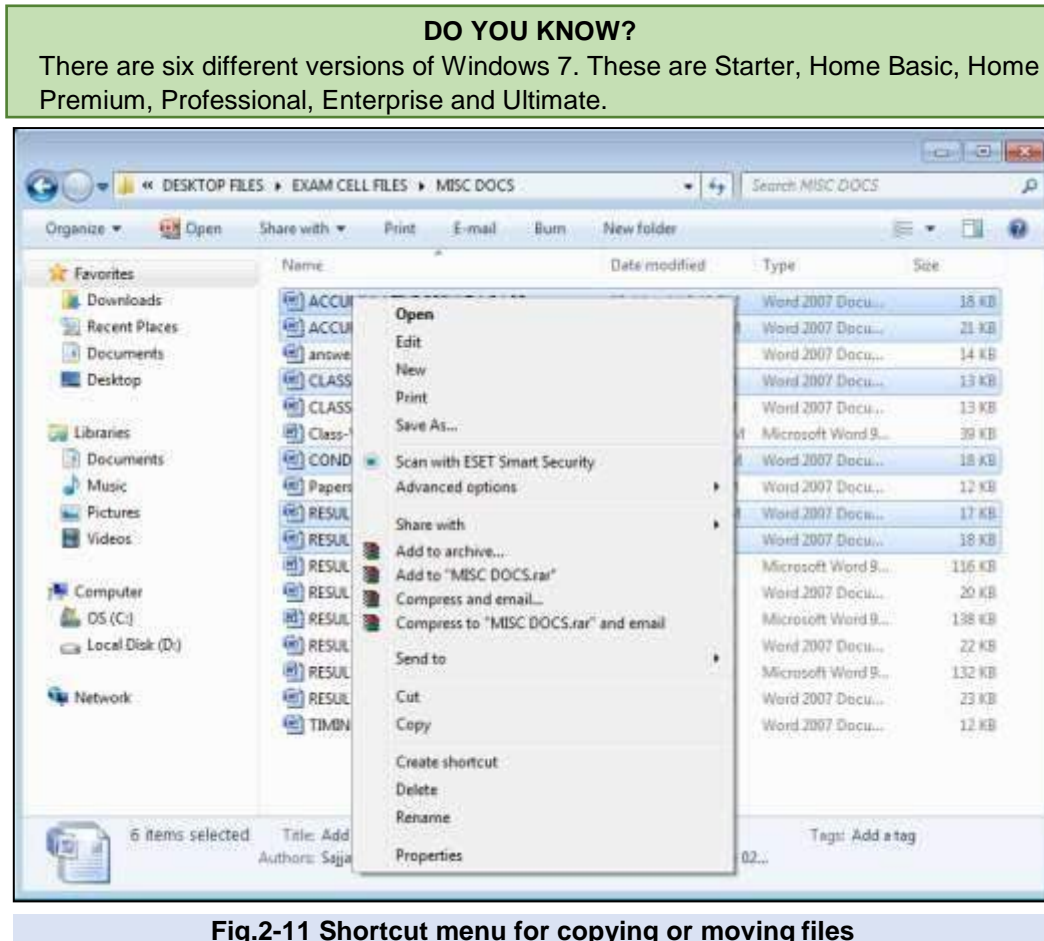 DO YOU KNOW?
There are six different versions of Windows 7. These are Starter, Home Basic, Home
Premium, Professional, Enterprise and Ultimate.
« DESKTOP FILES ▸ EXAM CELL FILES ▸ MISC DOCS
Search MISC DOCS
Organize Open Share with Print E-mail Burn New folder
Favorites
Downloads
Recent Places
Documents
Desktop
Libraries
Documents
Music
Pictures
Videos
Computer
OS (C:)
Local Disk (D:)
Network
Name Date modified Type Size
ACCU Word 2007 Docu... 18 KB
ACCU Word 2007 Docu... 21 KB
answe Word 2007 Docu... 14 KB
CLASS Word 2007 Docu... 13 KB
CLASS Word 2007 Docu... 13 KB
Class- Microsoft Word 9... 39 KB
COND Word 2007 Docu... 18 KB
Papers Word 2007 Docu... 12 KB
RESUL Word 2007 Docu... 17 KB
RESUL Word 2007 Docu... 18 KB
RESUL Microsoft Word 9... 116 KB
RESUL Word 2007 Docu... 20 KB
RESUL Microsoft Word 9... 138 KB
RESUL Word 2007 Docu... 22 KB
RESUL Microsoft Word 9... 132 KB
RESUL Word 2007 Docu... 23 KB
TIMIN Word 2007 Docu... 12 KB
Open
Edit
New
Print
Save As...
Scan with ESET Smart Security
Advanced options
Share with
Add to archive...
Add to "MISC DOCS.rar"
Compress and email...
Compress to "MISC DOCS.rar" and email
Send to
Cut
Copy
Create shortcut
Delete
Rename
Properties
6 items selected Title: Add Tags: Add a tag
Authors: Sajja 02...
Fig.2-11 Shortcut menu for copying or moving files